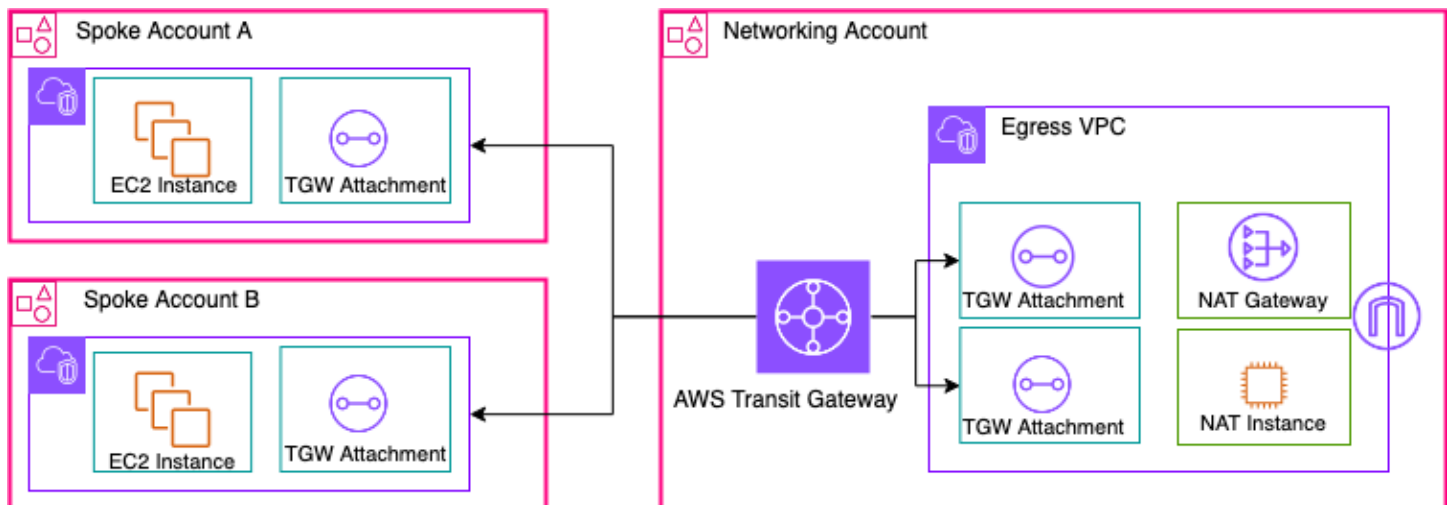 Spoke Account A
EC2 Instance
TGW Attachment
Spoke Account B
EC2 Instance
TGW Attachment
Networking Account
AWS Transit Gateway
Egress VPC
TGW Attachment
NAT Gateway
TGW Attachment
NAT Instance